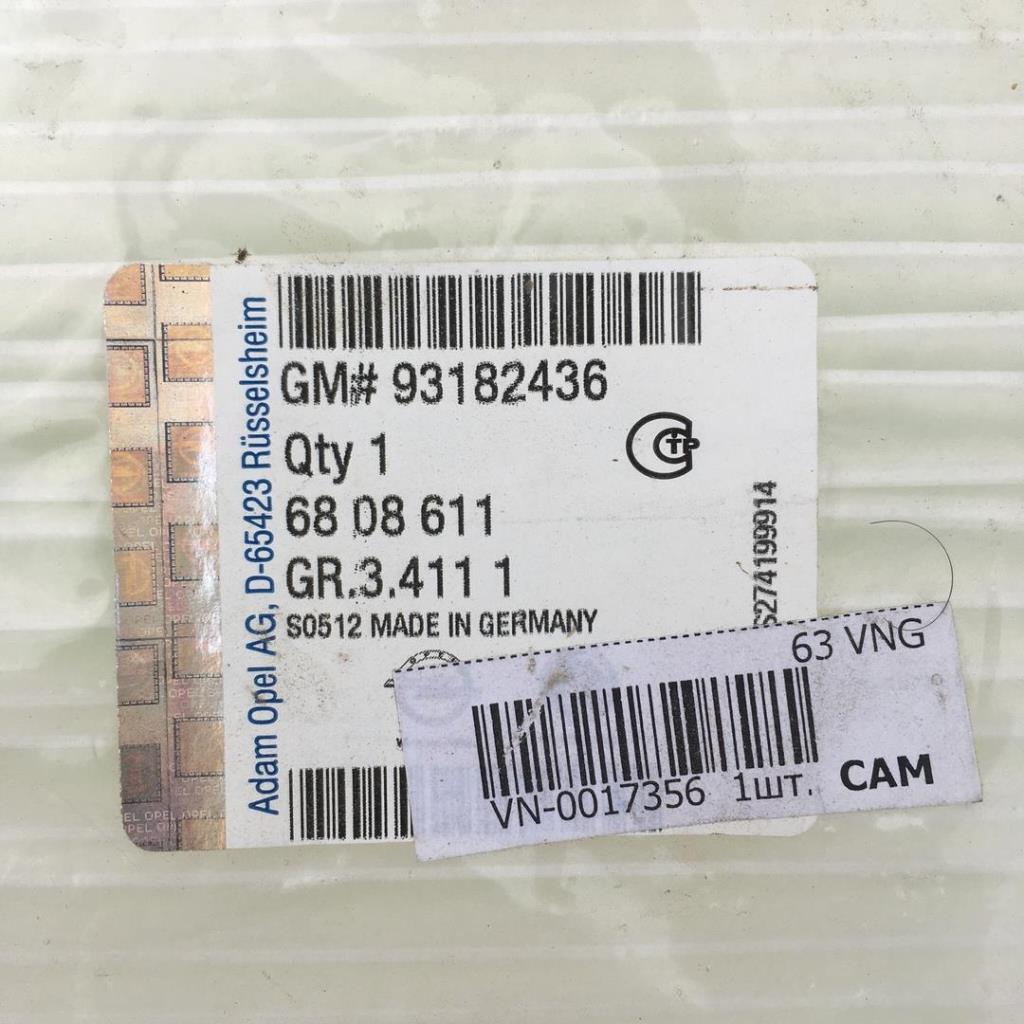 Adam Opel AG, D-65423 Rüsselsheim
GM# 93182436
Qty 1
68 08 611
GR.3.411 1
S0512 MADE IN GERMANY
S274199914
63 VNG
VN-0017356 1шт.
CAM